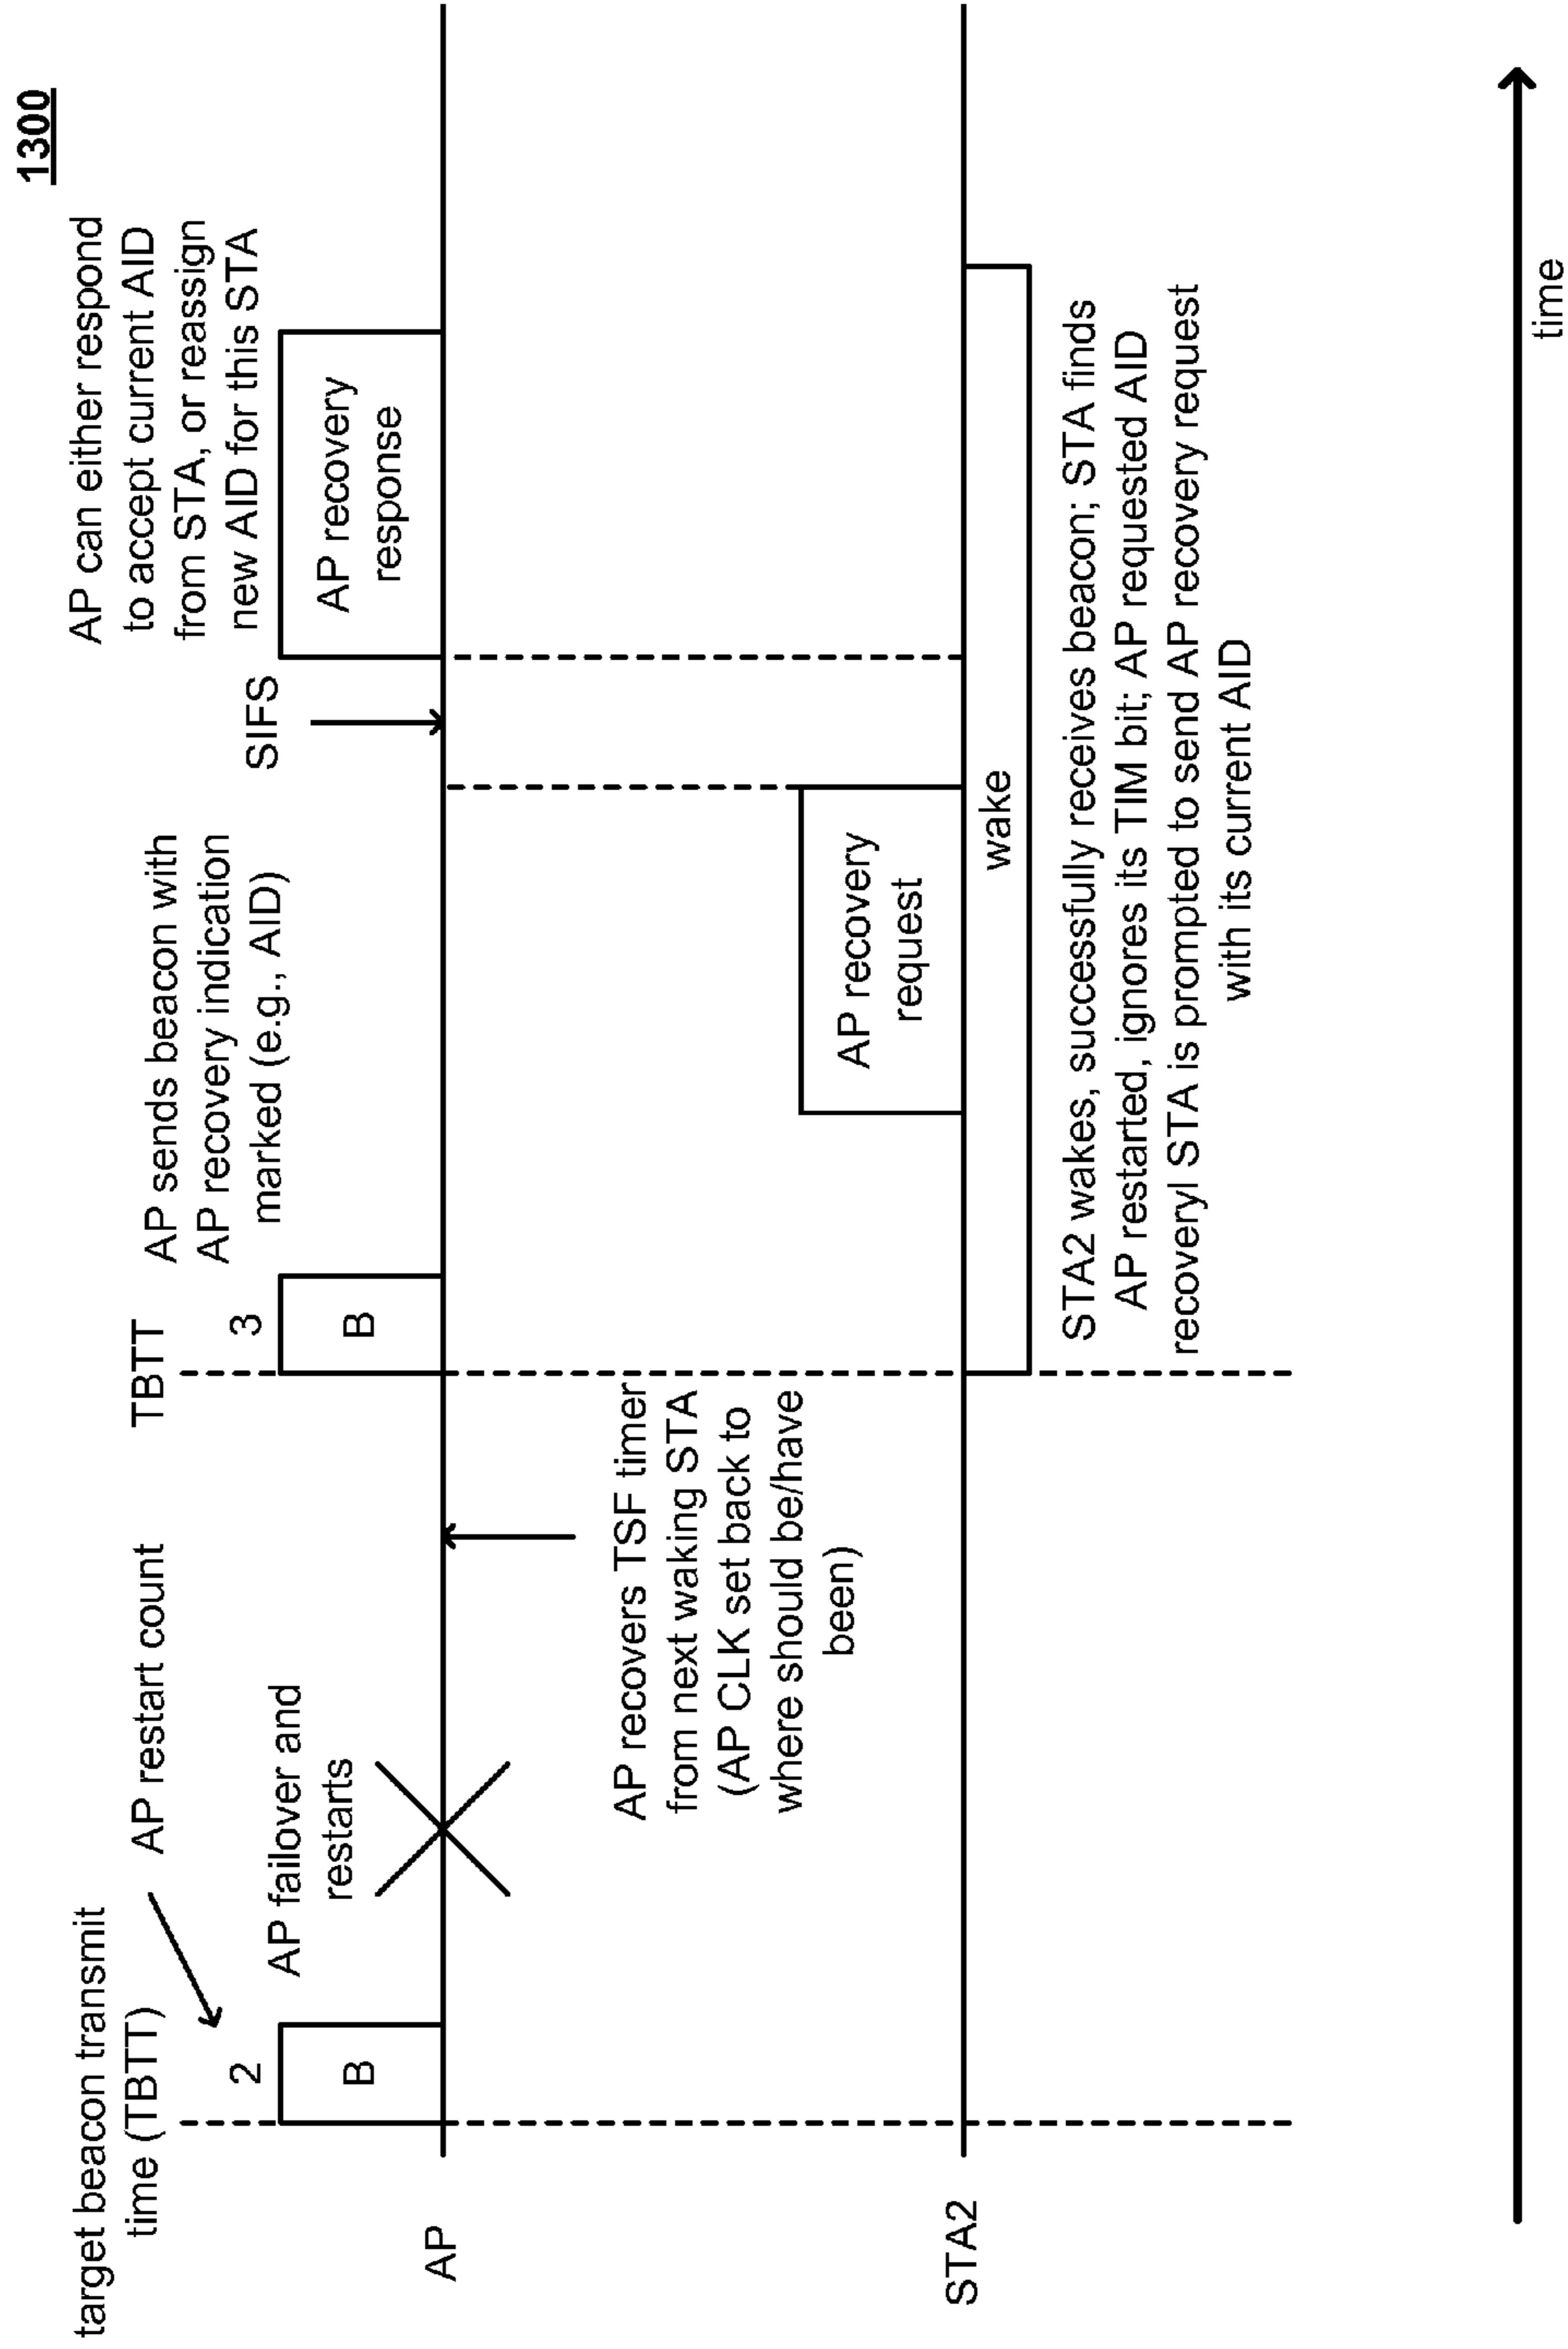 1300
target beacon transmit
time (TBTT)
AP restart count
2
B
AP failover and
restarts
TBTT
3
B
AP sends beacon with
AP recovery indication
marked (e.g., AID)
SIFS
AP can either respond
to accept current AID
from STA, or reassign
new AID for this STA
AP recovery
response
AP
AP recovers TSF timer
from next waking STA
(AP CLK set back to
where should be/have
been)
AP recovery
request
STA2
wake
STA2 wakes, successfully receives beacon; STA finds
AP restarted, ignores its TIM bit; AP requested AID
recoveryl STA is prompted to send AP recovery request
with its current AID
time